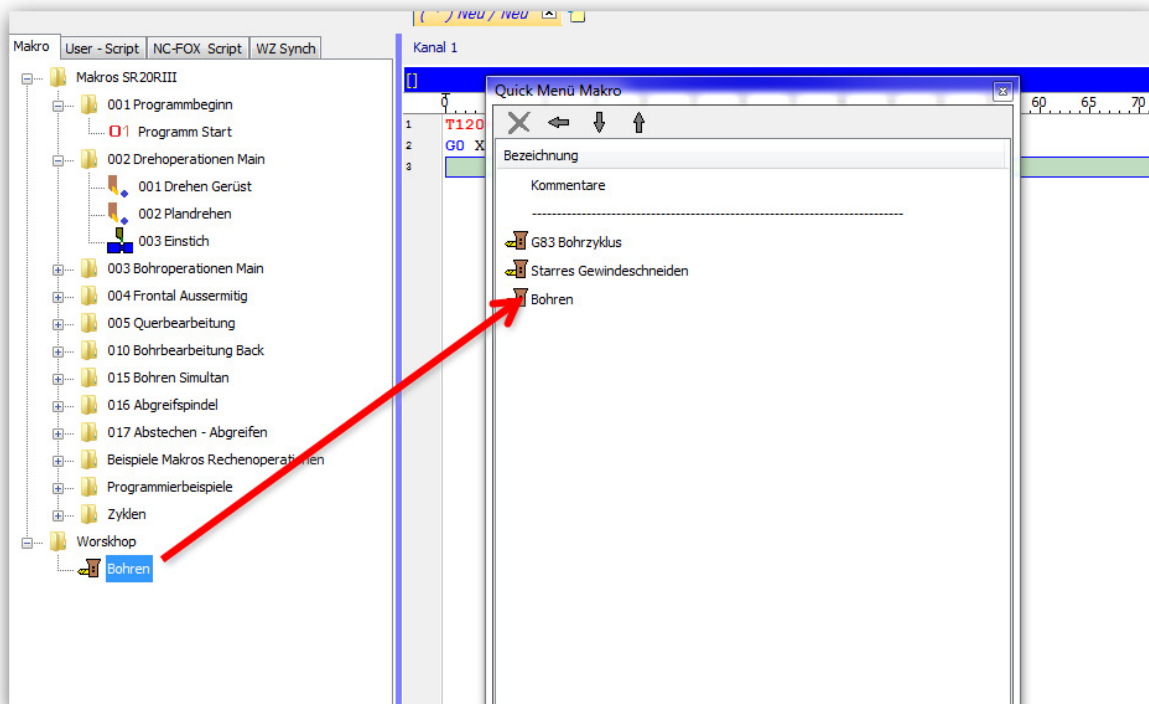 ( * ) Neu / Neu
Makro User - Script NC-FOX Script WZ Synch
Kanal 1
Makros SR20RIII
001 Programmbeginn
01 Programm Start
002 Drehoperationen Main
001 Drehen Gerüst
002 Plandrehen
003 Einstich
003 Bohroperationen Main
004 Frontal Aussermitig
005 Querbearbeitung
010 Bohrbearbeitung Back
015 Bohren Simultan
016 Abgreifspindel
017 Abstechen - Abgreifen
Beispiele Makros Rechenoperationen
Programmierbeispiele
Zyklen
Worskhop
Bohren
[]
0 60 65 70
1 T120
2 G0 X
3
Quick Menü Makro
Bezeichnung
Kommentare
--------------------------------------------------------------------------
G83 Bohrzyklus
Starres Gewindeschneiden
Bohren